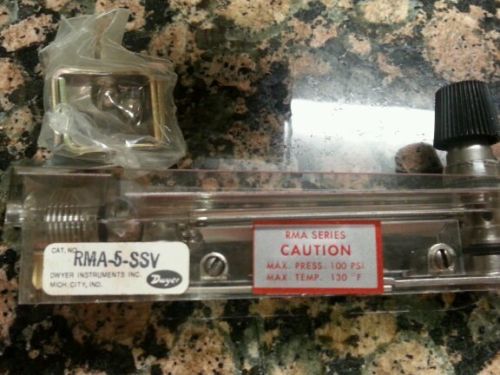 CAT. NO.
RMA-5-SSV
DWYER INSTRUMENTS INC.
MICH. CITY, IND.
Dwyer
RMA SERIES
CAUTION
MAX. PRESS. 100 PSI
MAX. TEMP. 130° F